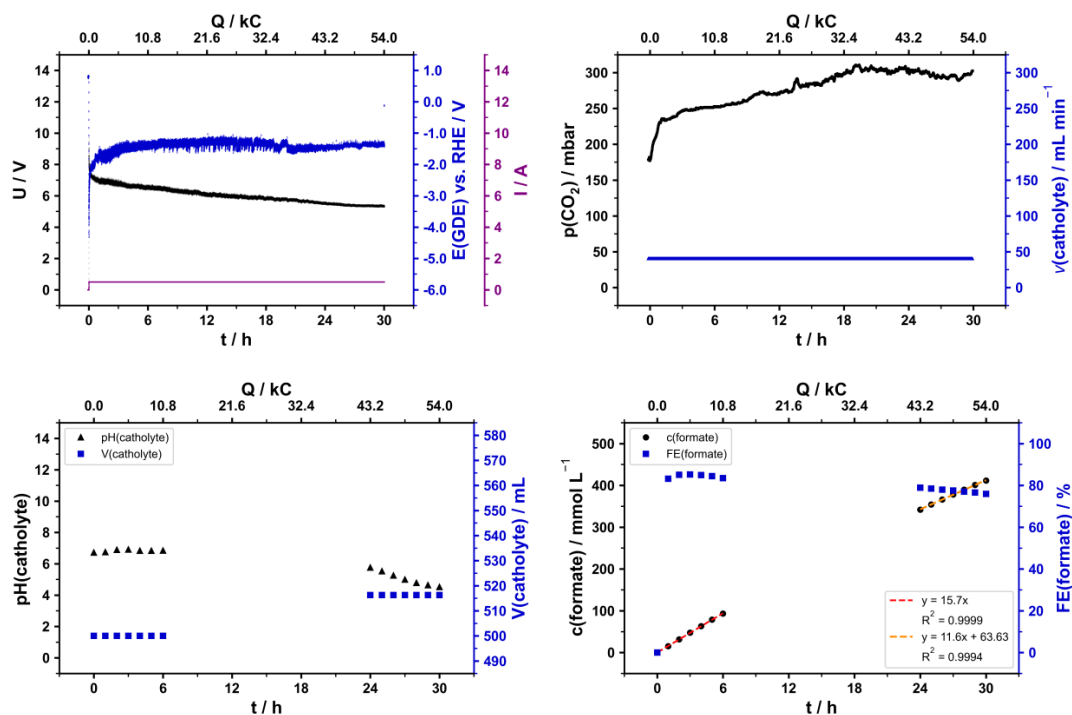 Q / kC
0.0 10.8 21.6 32.4 43.2 54.0
14 12 10 8 6 4 2 0
U / V
1.0 0.0 -1.0 -2.0 -3.0 -4.0 -5.0 -6.0
E(GDE) vs. RHE / V
14 12 10 8 6 4 2 0
I / A
0 6 12 18 24 30
t / h
Q / kC
0.0 10.8 21.6 32.4 43.2 54.0
300 250 200 150 100 50 0
p(CO₂) / mbar
300 250 200 150 100 50 0
v(catholyte) / mL min⁻¹
0 6 12 18 24 30
t / h
Q / kC
0.0 10.8 21.6 32.4 43.2 54.0
14 12 10 8 6 4 2 0
pH(catholyte)
pH(catholyte)
V(catholyte)
580 570 560 550 540 530 520 510 500 490
V(catholyte) / mL
0 6 12 18 24 30
t / h
Q / kC
0.0 10.8 21.6 32.4 43.2 54.0
500 400 300 200 100 0
c(formate) / mmol L⁻¹
c(formate)
FE(formate)
y = 15.7x
R² = 0.9999
y = 11.6x + 63.63
R² = 0.9994
100 80 60 40 20 0
FE(formate) / %
0 6 12 18 24 30
t / h